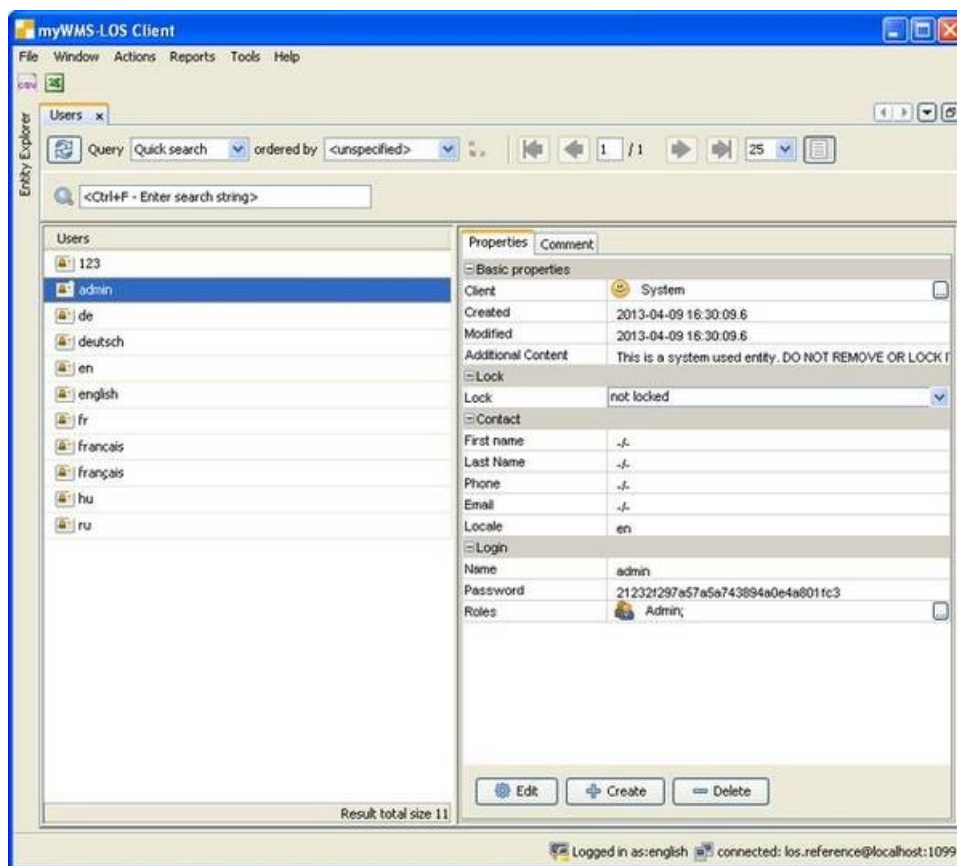 myWMS-LOS Client
File Window Actions Reports Tools Help
CSV
Users x
Entity Explorer
Query Quick search ordered by <unspecified> 1 / 1 25
<Ctrl+F - Enter search string>
Users
123
admin
de
deutsch
en
english
fr
francais
français
hu
ru
Result total size 11
Properties Comment
Basic properties
Client System
Created 2013-04-09 16:30:09.6
Modified 2013-04-09 16:30:09.6
Additional Content This is a system used entity. DO NOT REMOVE OR LOCK I
Lock
Lock not locked
Contact
First name -/-
Last Name -/-
Phone -/-
Email -/-
Locale en
Login
Name admin
Password 21232f297a57a5a743894a0e4a801fc3
Roles Admin;
Edit Create Delete
Logged in as:english connected: los.reference@localhost:1099